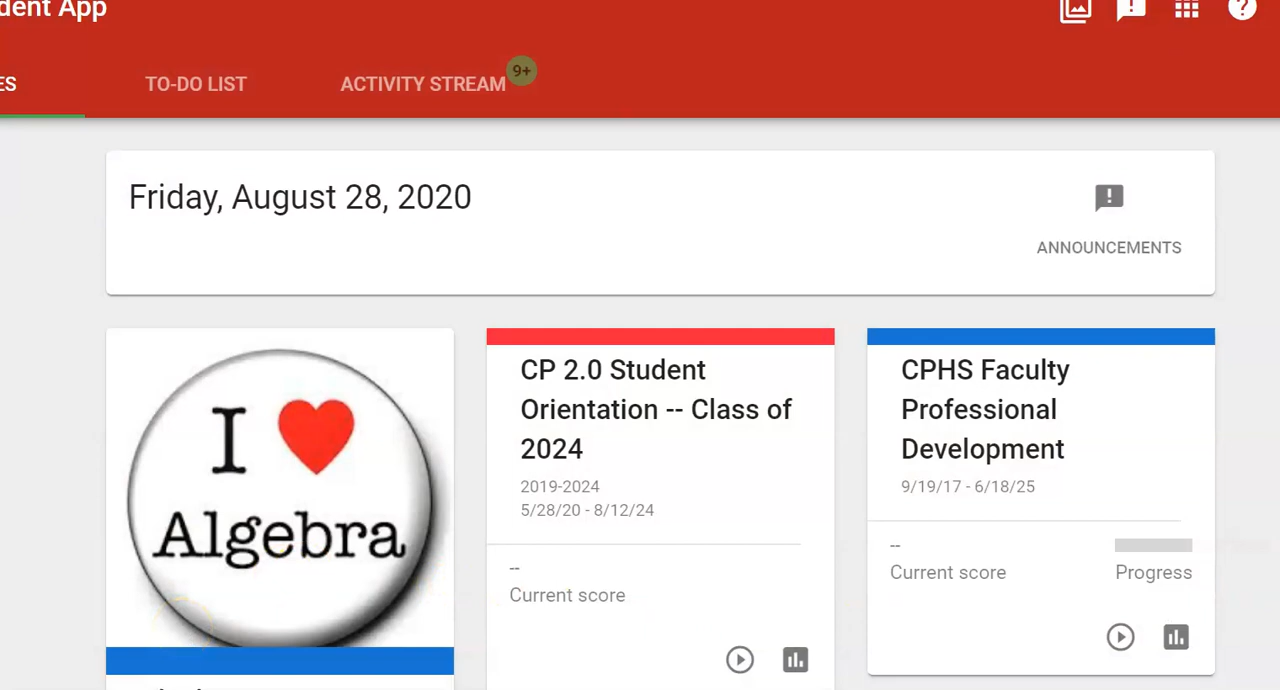 dent App
ES
TO-DO LIST
ACTIVITY STREAM
9+
Friday, August 28, 2020
ANNOUNCEMENTS
I
Algebra
CP 2.0 Student
Orientation -- Class of
2024
2019-2024
5/28/20 - 8/12/24
--
Current score
CPHS Faculty
Professional
Development
9/19/17 - 6/18/25
--
Current score
Progress